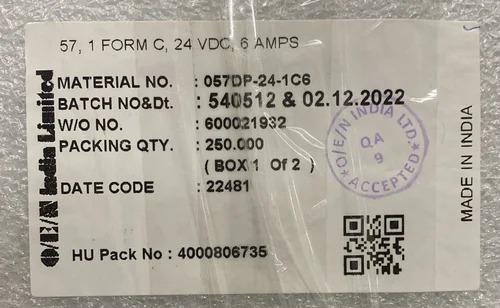 57, 1 FORM C, 24 VDC, 6 AMPS
O/E/N India Limited
MATERIAL NO. : 057DP-24-1C6
BATCH NO&Dt. : 540512 & 02.12.2022
W/O NO. : 600021932
PACKING QTY. : 250.000
( BOX 1 Of 2 )
DATE CODE : 22481
HU Pack No : 4000806735
O/E/N INDIA LTD.
QA
9
ACCEPTED
MADE IN INDIA